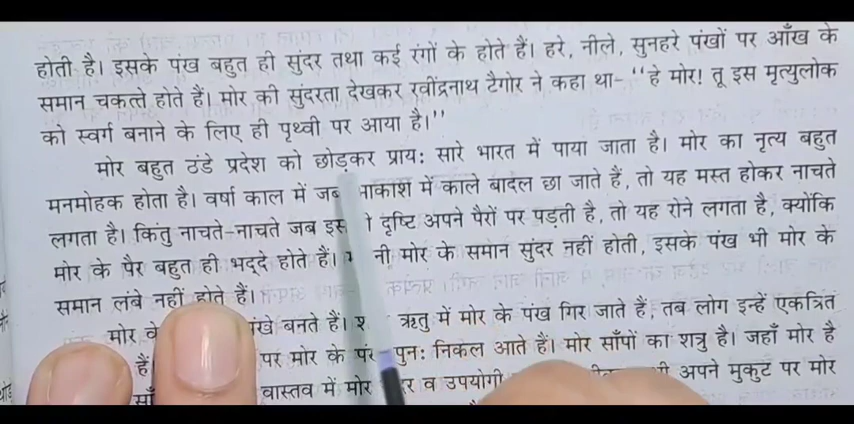 होती है। इसके पंख बहुत ही सुंदर तथा कई रंगों के होते हैं। हरे, नीले, सुनहरे पंखों पर आँख के
समान चकत्ते होते हैं। मोर की सुंदरता देखकर रवींद्रनाथ टैगोर ने कहा था- "हे मोर! तू इस मृत्युलोक
को स्वर्ग बनाने के लिए ही पृथ्वी पर आया है।"
मोर बहुत ठंडे प्रदेश को छोड़कर प्राय: सारे भारत में पाया जाता है। मोर का नृत्य बहुत
मनमोहक होता है। वर्षा काल में जब में काले बादल छा जाते हैं, तो यह मस्त होकर नाचते
लगता है। किंतु नाचते-नाचते जब दृष्टि अपने पैरों पर पड़ती है, तो यह रोने लगता है, क्योंकि
मोर के पैर बहुत ही भद्दे होते हैं। मोर के समान सुंदर नहीं होती, इसके पंख भी मोर के
समान लंबे नहीं होते हैं।
मोर के बनते हैं। ऋतु में मोर के पंख गिर जाते हैं, तब लोग इन्हें एकत्रित
पर मोर के पुन: निकल आते हैं। मोर साँपों का शत्रु है। जहाँ मोर है
वास्तव में मोर व उपयोगी अपने मुकुट पर मोर